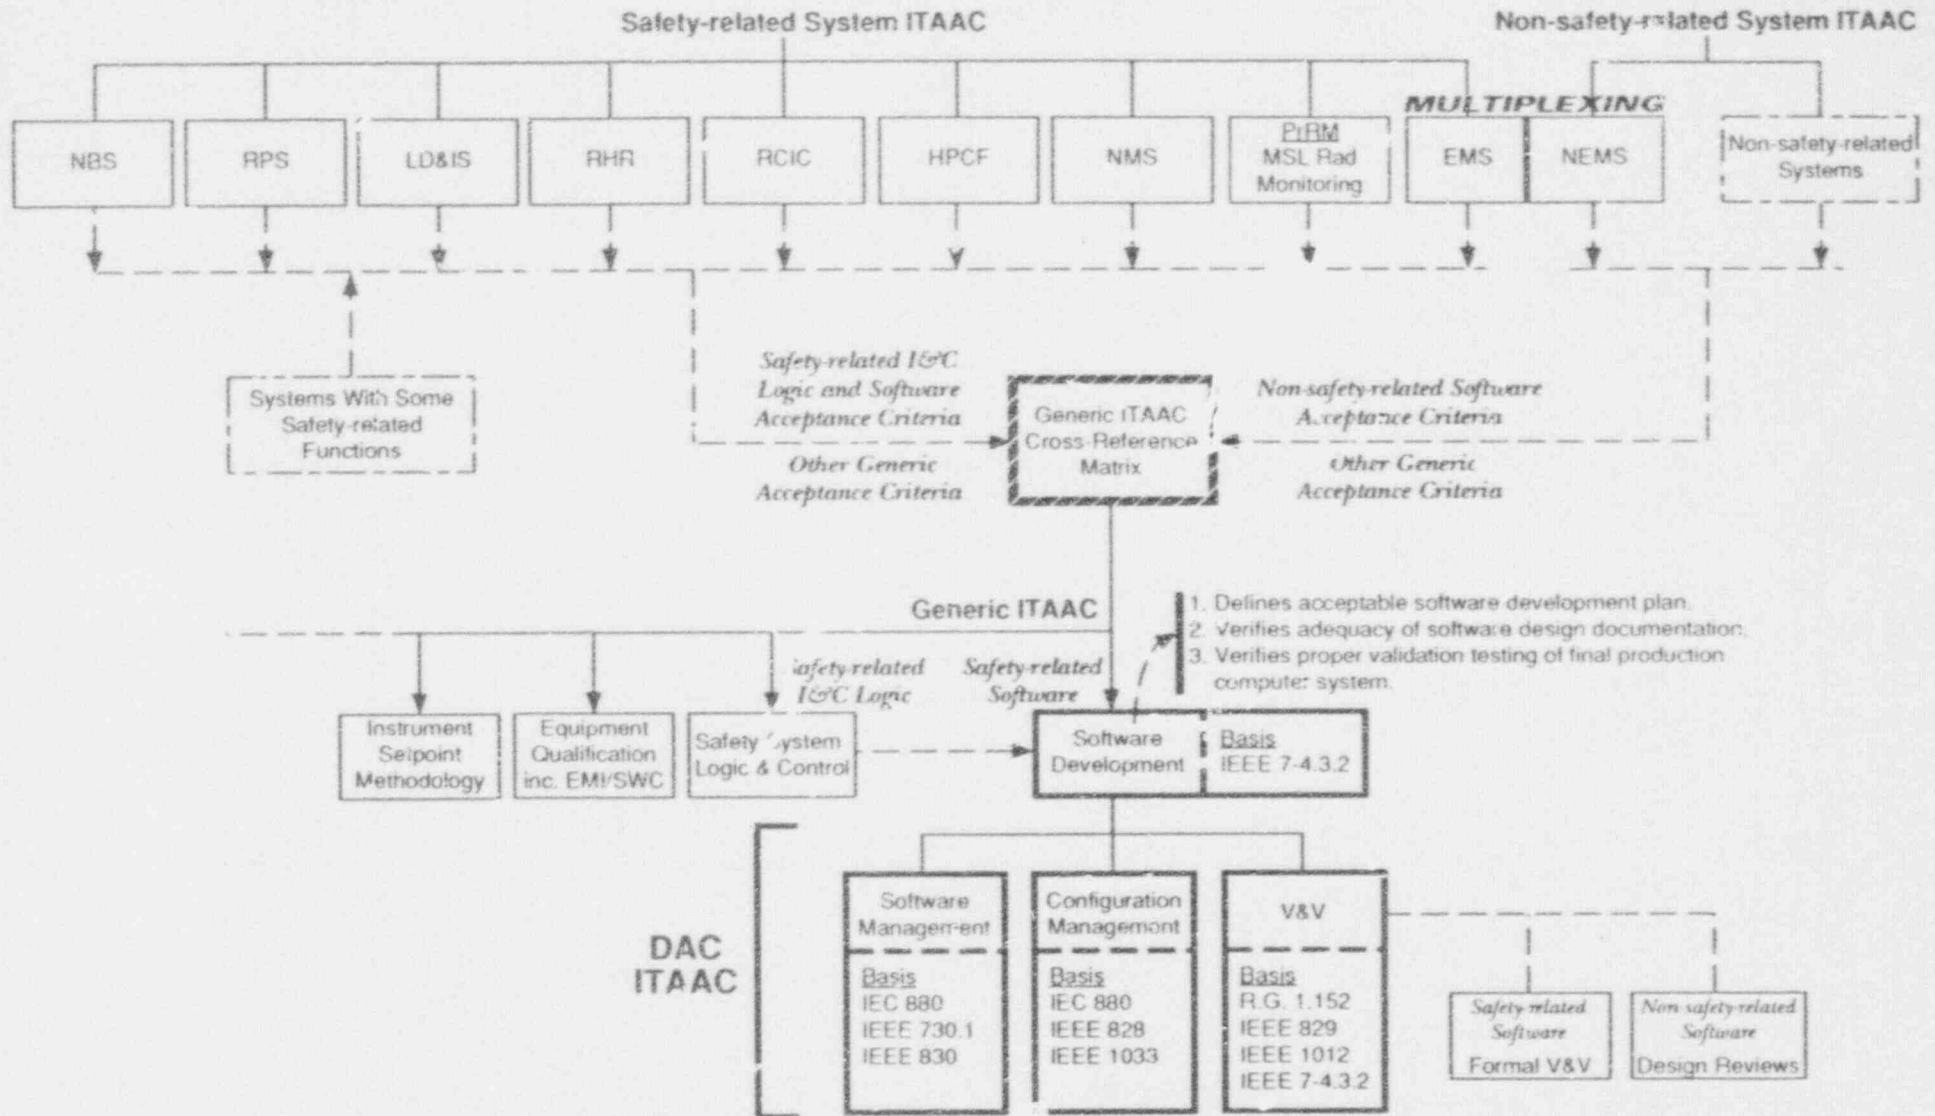 Safety-related System ITAAC
Non-safety-related System ITAAC
MULTIPLEXING
NBS
RPS
LD&IS
RHR
RCIC
HPCF
NMS
PrRM
MSL Rad
Monitoring
EMS
NEMS
Non-safety-related
Systems
Systems With Some
Safety-related
Functions
Safety-related I&C
Logic and Software
Acceptance Criteria
Other Generic
Acceptance Criteria
Generic ITAAC
Cross-Reference
Matrix
Non-safety-related Software
Acceptance Criteria
Other Generic
Acceptance Criteria
Generic ITAAC
1. Defines acceptable software development plan.
2. Verifies adequacy of software design documentation.
3. Verifies proper validation testing of final production
computer system.
Safety-related
I&C Logic
Safety-related
Software
Instrument
Setpoint
Methodology
Equipment
Qualification
inc. EMI/SWC
Safety System
Logic & Control
Software
Development
Basis
IEEE 7-4.3.2
DAC
ITAAC
Software
Management
Basis
IEC 880
IEEE 730.1
IEEE 830
Configuration
Management
Basis
IEC 880
IEEE 828
IEEE 1033
V&V
Basis
R.G. 1.152
IEEE 829
IEEE 1012
IEEE 7-4.3.2
Safety-related
Software
Formal V&V
Non-safety-related
Software
Design Reviews